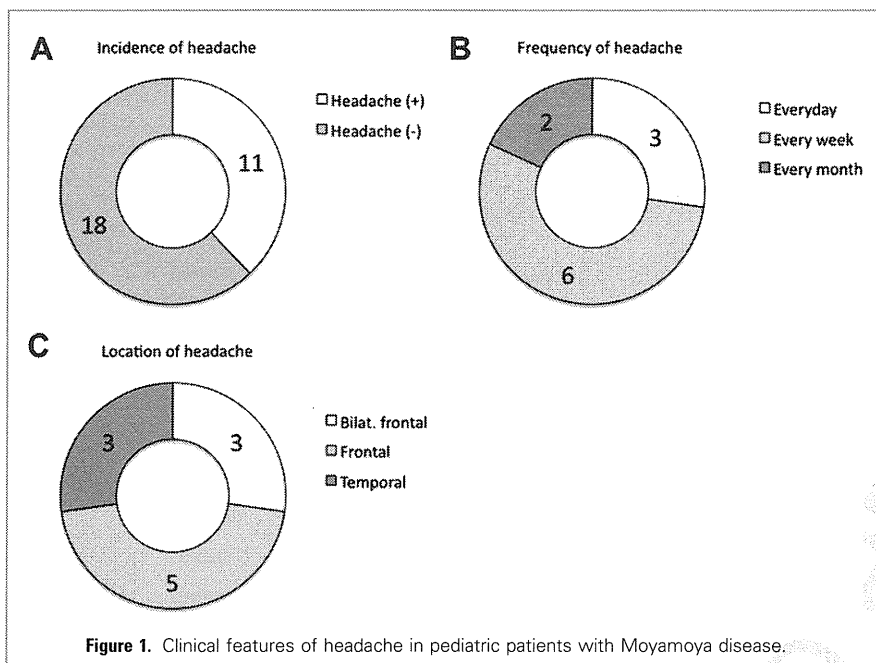 A
Incidence of headache
Headache (+)
Headache (-)
11
18
B
Frequency of headache
Everyday
Every week
Every month
2
3
6
C
Location of headache
Bilat. frontal
Frontal
Temporal
3
3
5
Figure 1. Clinical features of headache in pediatric patients with Moyamoya disease.